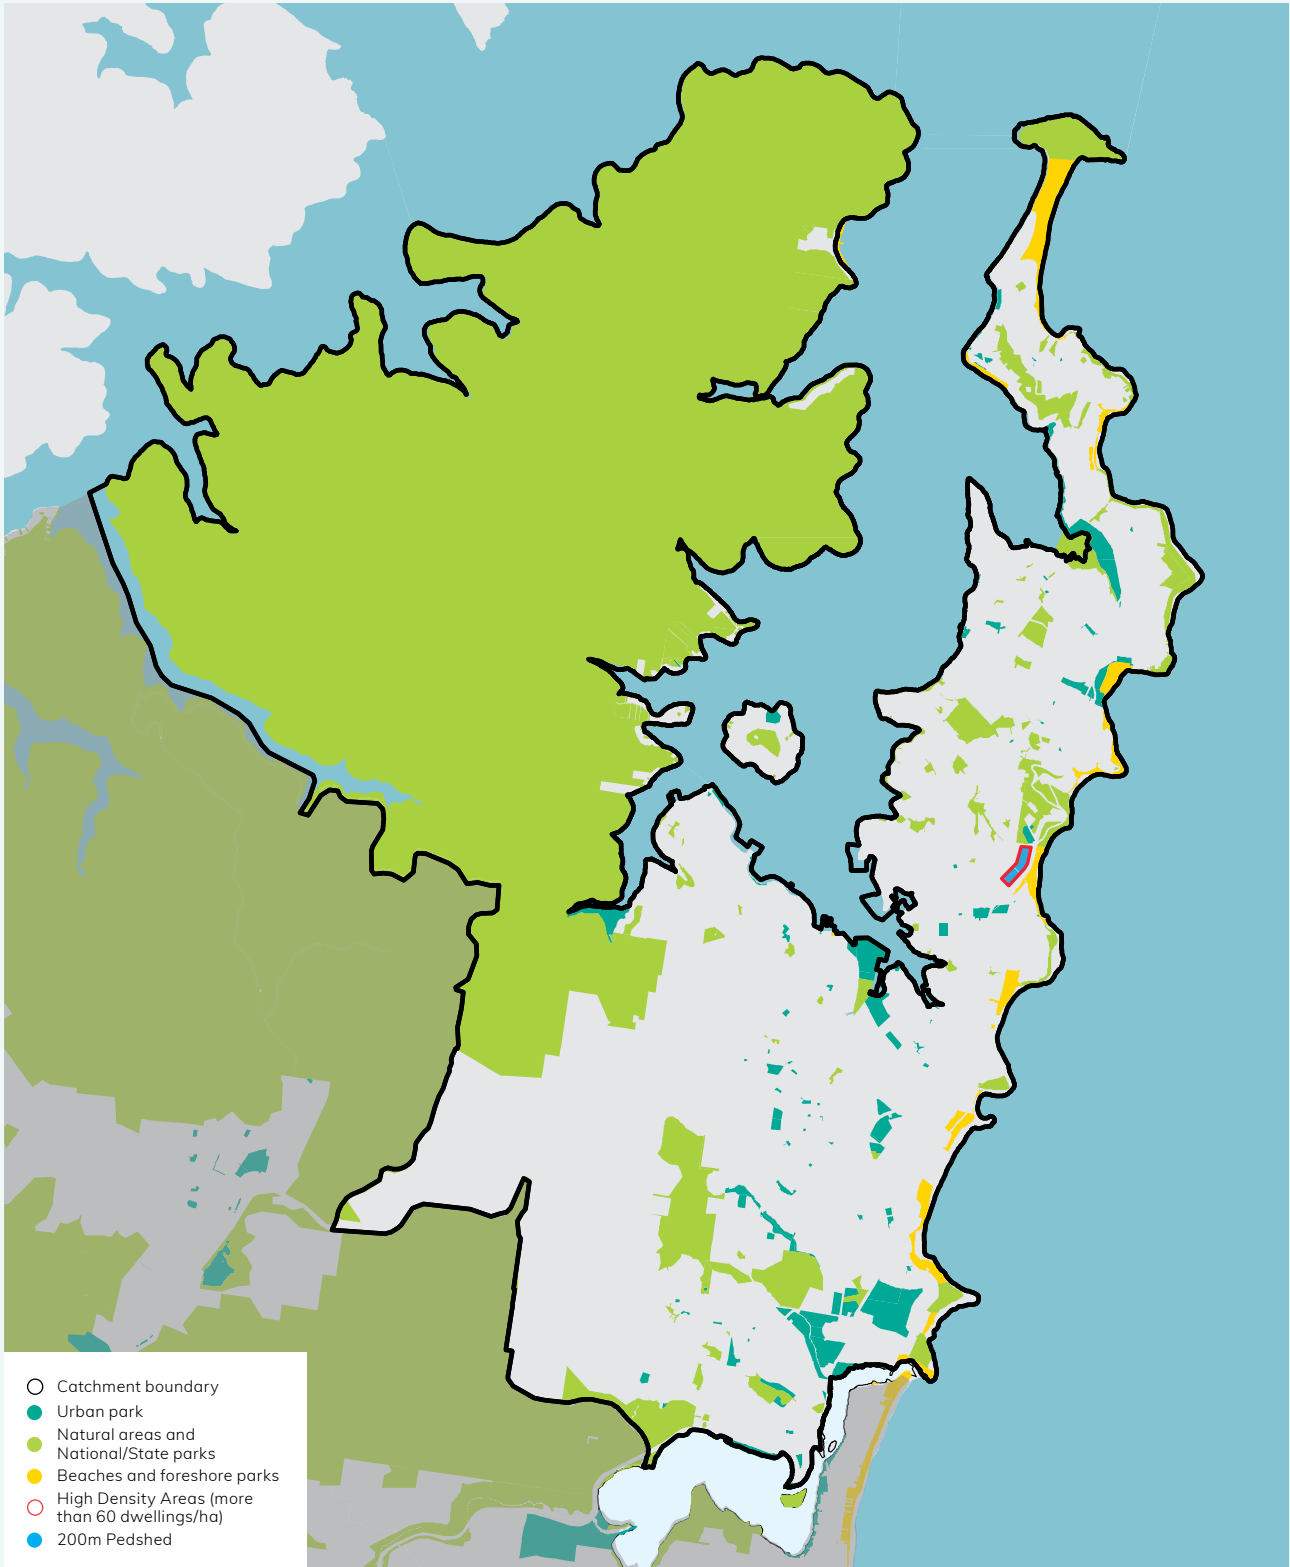 Catchment boundary
Urban park
Natural areas and
National/State parks
Beaches and foreshore parks
High Density Areas (more
than 60 dwellings/ha)
200m Pedshed